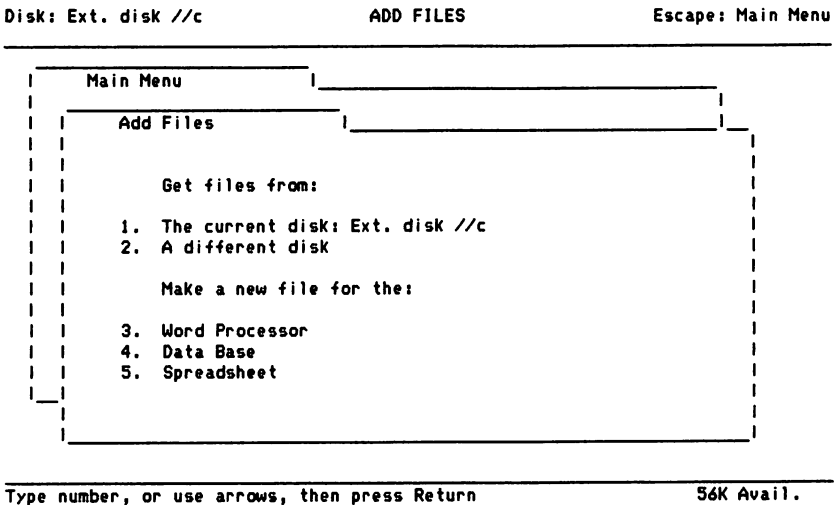 Disk: Ext. disk //c ADD FILES Escape: Main Menu
Main Menu
Add Files
Get files from:
1. The current disk: Ext. disk //c
2. A different disk
Make a new file for the:
3. Word Processor
4. Data Base
5. Spreadsheet
Type number, or use arrows, then press Return 56K Avail.